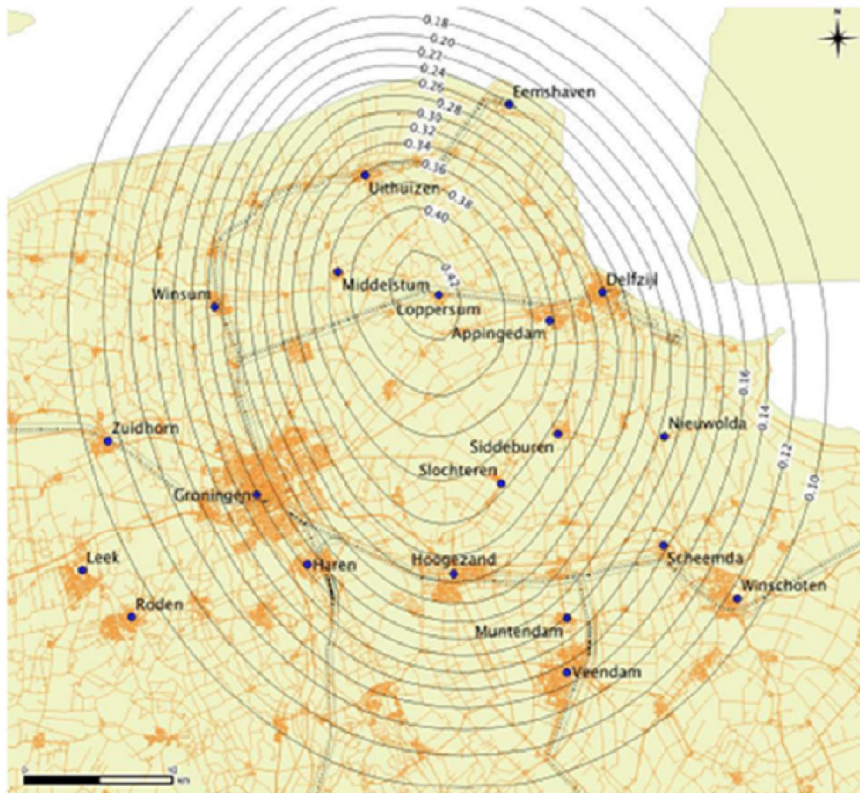 N
0.18
0.20
0.22
0.24
0.26
0.28
0.30
0.32
0.34
0.36
0.38
0.40
0.42
Eemshaven
Uithuizen
Middelstum
Delfzijl
Winsum
Loppersum
Appingedam
0.16
0.14
0.12
0.10
Zuidhorn
Nieuwolda
Siddeburen
Slochteren
Groningen
Leek
Haren
Hoogezand
Scheemda
Winschoten
Roden
Muntendam
Veendam
0
km